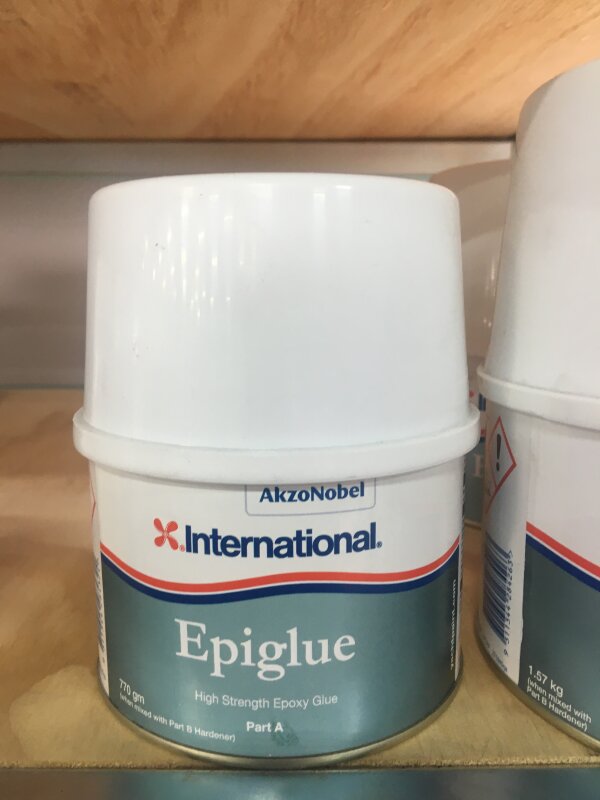 AkzoNobel
International.
Epiglue
High Strength Epoxy Glue
770 gm
(when mixed with Part B Hardener)
Part A
1.57 kg
(when mixed with
Part B Hardener)